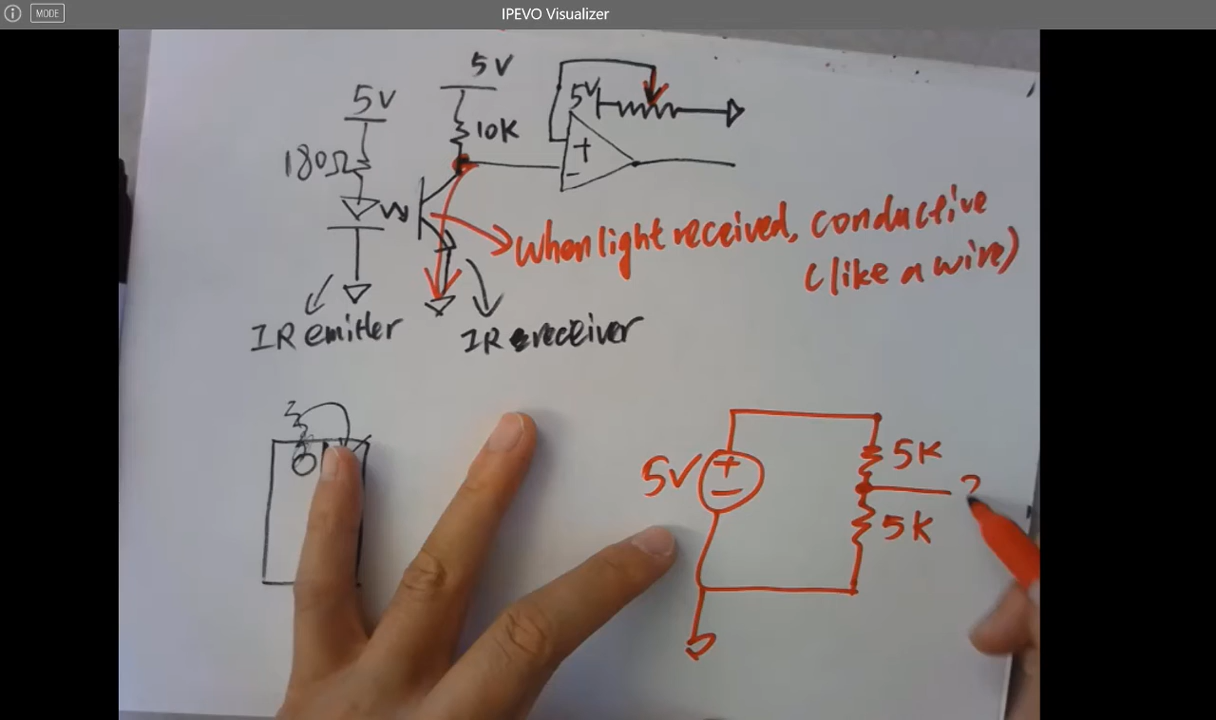 IPEVO Visualizer
MODE
5V
5V
5V
10K
180Ω
+
−
When light received, conductive
(like a wire)
IR emitter
IR receiver
5V
+
−
5K
?
5K